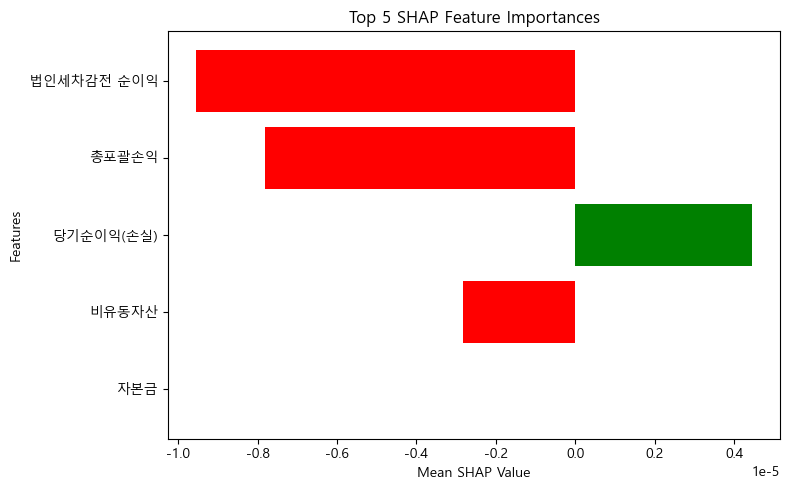 Top 5 SHAP Feature Importances
Features
법인세차감전 순이익
총포괄손익
당기순이익(손실)
비유동자산
자본금
-1.0 -0.8 -0.6 -0.4 -0.2 0.0 0.2 0.4
1e-5
Mean SHAP Value